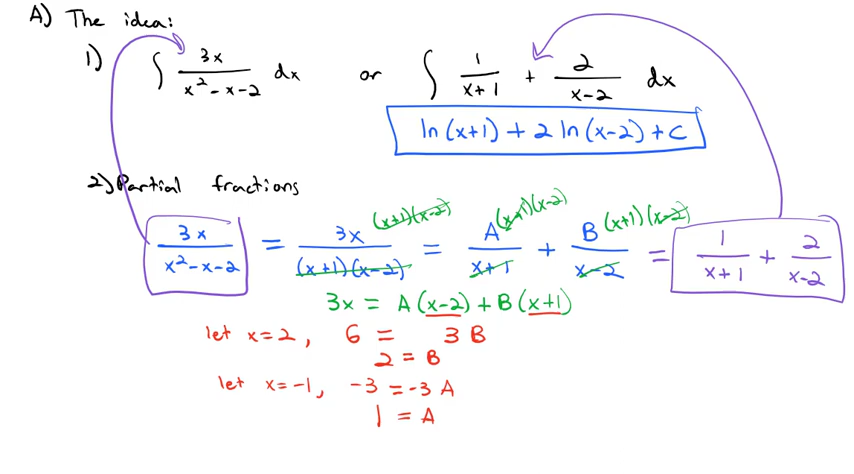 A) The idea:
1) ∫ 3x/(x² - x - 2) dx or ∫ 1/(x+1) + 2/(x-2) dx
ln(x+1) + 2 ln(x-2) + C
2) Partial fractions
3x/(x² - x - 2) = 3x (x+1)(x-2)/((x+1)(x-2)) = A (x+1)(x-2)/(x+1) + B (x+1)(x-2)/(x-2) = 1/(x+1) + 2/(x-2)
3x = A(x-2) + B(x+1)
let x=2, 6 = 3B
2 = B
let x=-1, -3 = -3A
1 = A